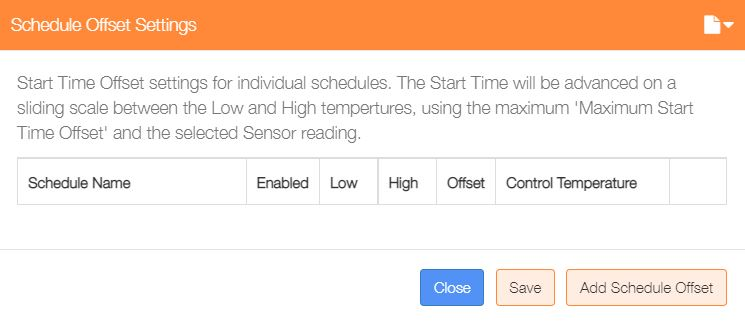 Schedule Offset Settings
Start Time Offset settings for individual schedules. The Start Time will be advanced on a
sliding scale between the Low and High tempertures, using the maximum 'Maximum Start
Time Offset' and the selected Sensor reading.
Schedule Name Enabled Low High Offset Control Temperature
Close Save Add Schedule Offset